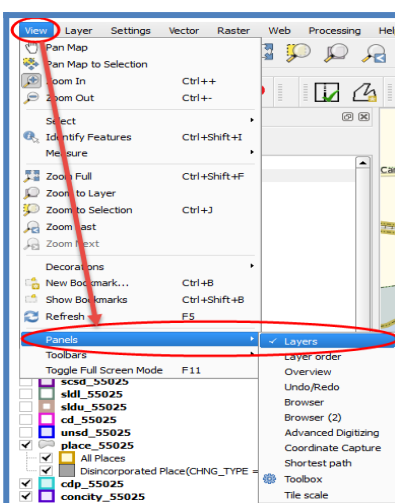 View Layer Settings Vector Raster Web Processing Hel
Pan Map
Pan Map to Selection
Zoom In Ctrl++
Zoom Out Ctrl+-
Select
Identify Features Ctrl+Shift+I
Measure
Zoom Full Ctrl+Shift+F
Zoom to Layer
Zoom to Selection Ctrl+J
Zoom Last
Zoom Next
Decorations
New Bookmark... Ctrl+B
Show Bookmarks Ctrl+Shift+B
Refresh F5
Panels
Toolbars
Toggle Full Screen Mode F11
Layers
Layer order
Overview
Undo/Redo
Browser
Browser (2)
Advanced Digitizing
Coordinate Capture
Shortest path
Toolbox
Tile scale
scsd_55025
sldl_55025
sldu_55025
cd_55025
unsd_55025
place_55025
All Places
Disincorporated Place(CHNG_TYPE =
cdp_55025
concity_55025
Car